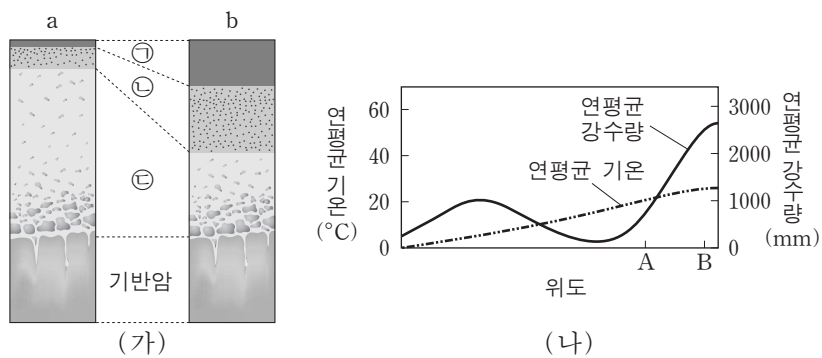 a
b
㉠
㉡
㉢
기반암
(가)
60
40
20
0
연평균 기온
(°C)
연평균
강수량
연평균 기온
3000
2000
1000
0
연평균 강수량
(mm)
A
B
위도
(나)